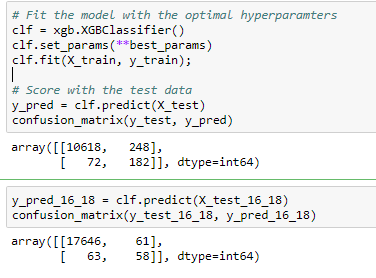 # Fit the model with the optimal hyperparamters
clf = xgb.XGBClassifier()
clf.set_params(**best_params)
clf.fit(X_train, y_train);
# Score with the test data
y_pred = clf.predict(X_test)
confusion_matrix(y_test, y_pred)
array([[10618,   248],
       [   72,   182]], dtype=int64)
y_pred_16_18 = clf.predict(X_test_16_18)
confusion_matrix(y_test_16_18, y_pred_16_18)
array([[17646,    61],
       [   63,    58]], dtype=int64)